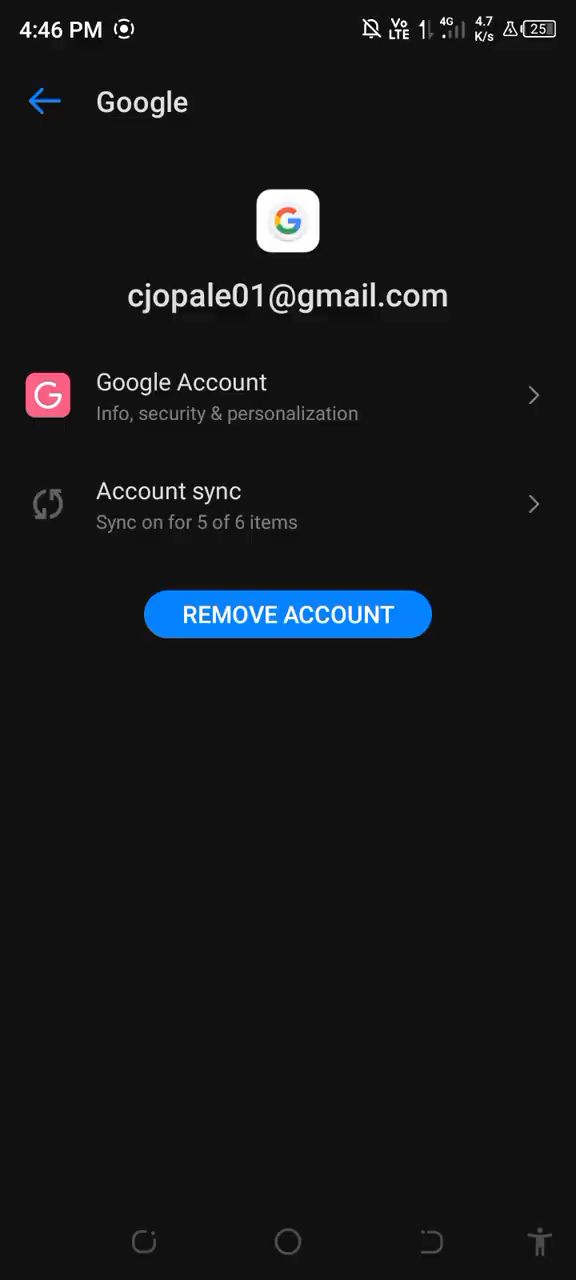 4:46 PM Vo LTE 4G 4.7 K/s 25
Google
cjopale01@gmail.com
Google Account
Info, security & personalization
Account sync
Sync on for 5 of 6 items
REMOVE ACCOUNT